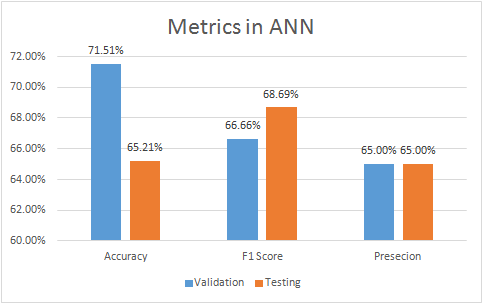 Metrics in ANN
72.00%
70.00%
68.00%
66.00%
64.00%
62.00%
60.00%
71.51%
65.21%
66.66%
68.69%
65.00%
65.00%
Accuracy
F1 Score
Presecion
Validation
Testing